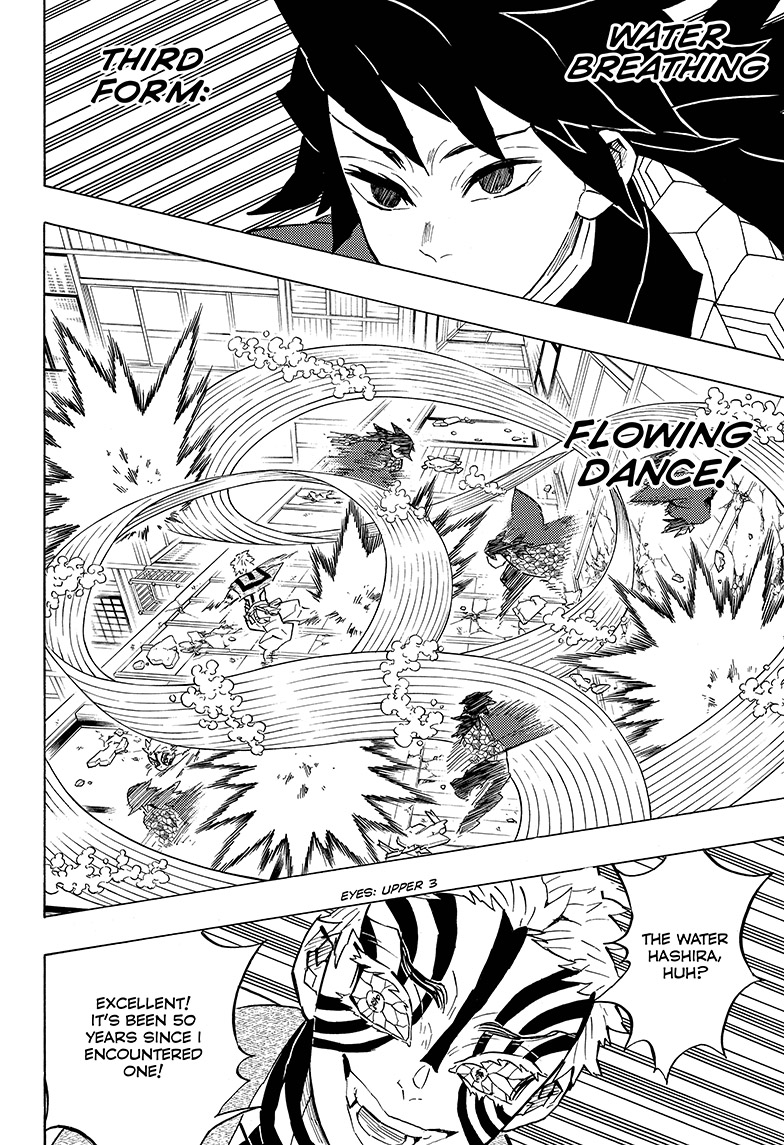 WATER
BREATHING
THIRD
FORM:
FLOWING
DANCE!
EYES: UPPER 3
THE WATER
HASHIRA,
HUH?
EXCELLENT!
IT'S BEEN 50
YEARS SINCE I
ENCOUNTERED
ONE!